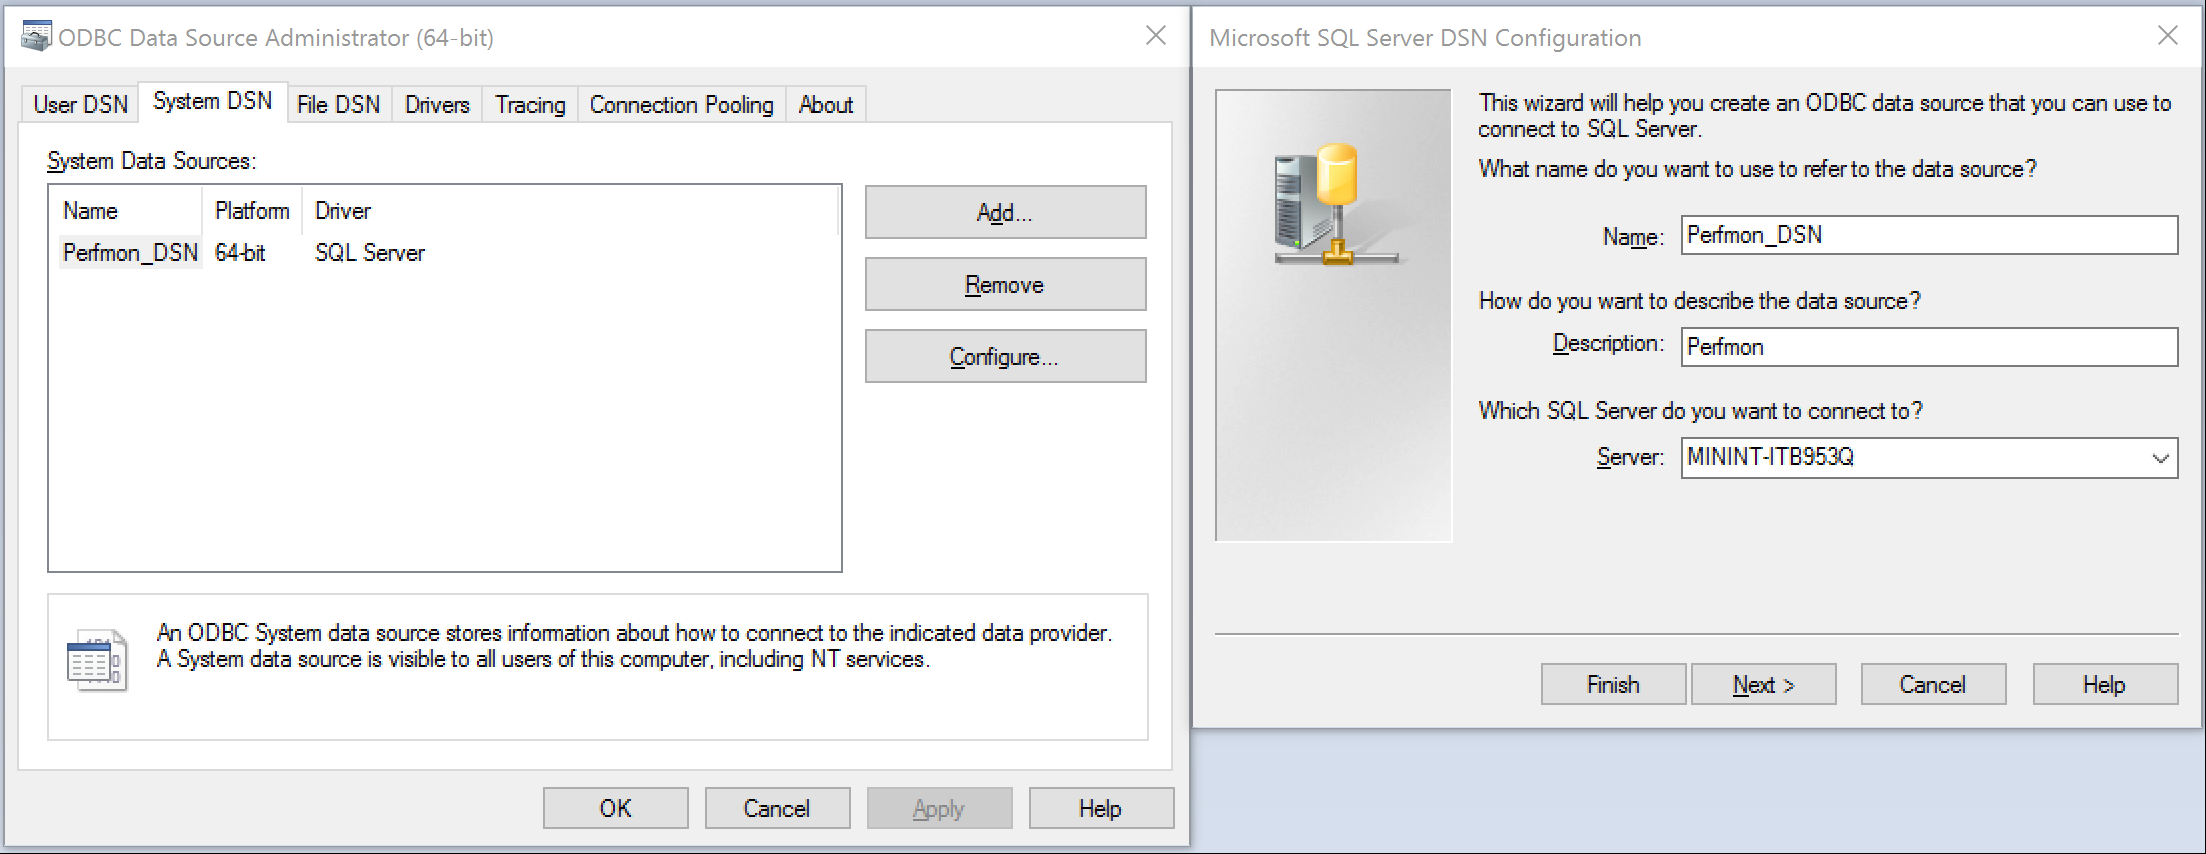 ODBC Data Source Administrator (64-bit)
User DSN
System DSN
File DSN
Drivers
Tracing
Connection Pooling
About
System Data Sources:
Name Platform Driver
Perfmon_DSN 64-bit SQL Server
Add...
Remove
Configure...
An ODBC System data source stores information about how to connect to the indicated data provider.
A System data source is visible to all users of this computer, including NT services.
OK
Cancel
Apply
Help
Microsoft SQL Server DSN Configuration
This wizard will help you create an ODBC data source that you can use to
connect to SQL Server.
What name do you want to use to refer to the data source?
Name: Perfmon_DSN
How do you want to describe the data source?
Description: Perfmon
Which SQL Server do you want to connect to?
Server: MININT-ITB953Q
Finish
Next >
Cancel
Help